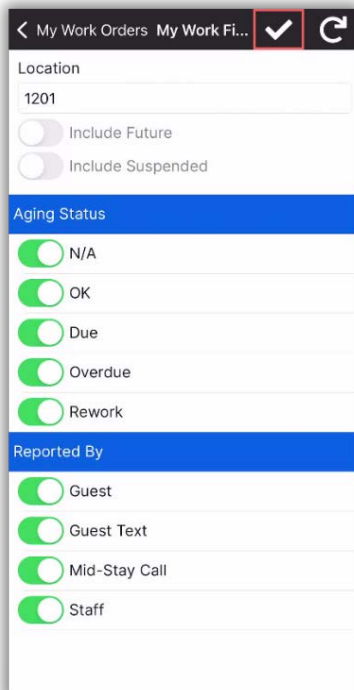 My Work Orders My Work Fi...
Location
1201
Include Future
Include Suspended
Aging Status
N/A
OK
Due
Overdue
Rework
Reported By
Guest
Guest Text
Mid-Stay Call
Staff